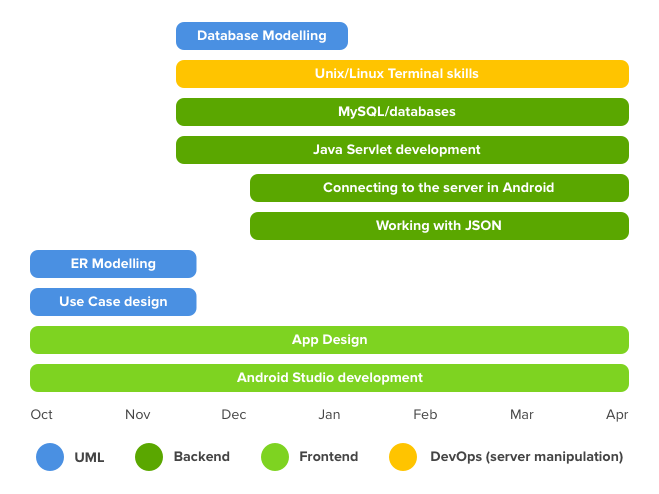 Database Modelling
Unix/Linux Terminal skills
MySQL/databases
Java Servlet development
Connecting to the server in Android
Working with JSON
ER Modelling
Use Case design
App Design
Android Studio development
Oct Nov Dec Jan Feb Mar Apr
UML Backend Frontend DevOps (server manipulation)